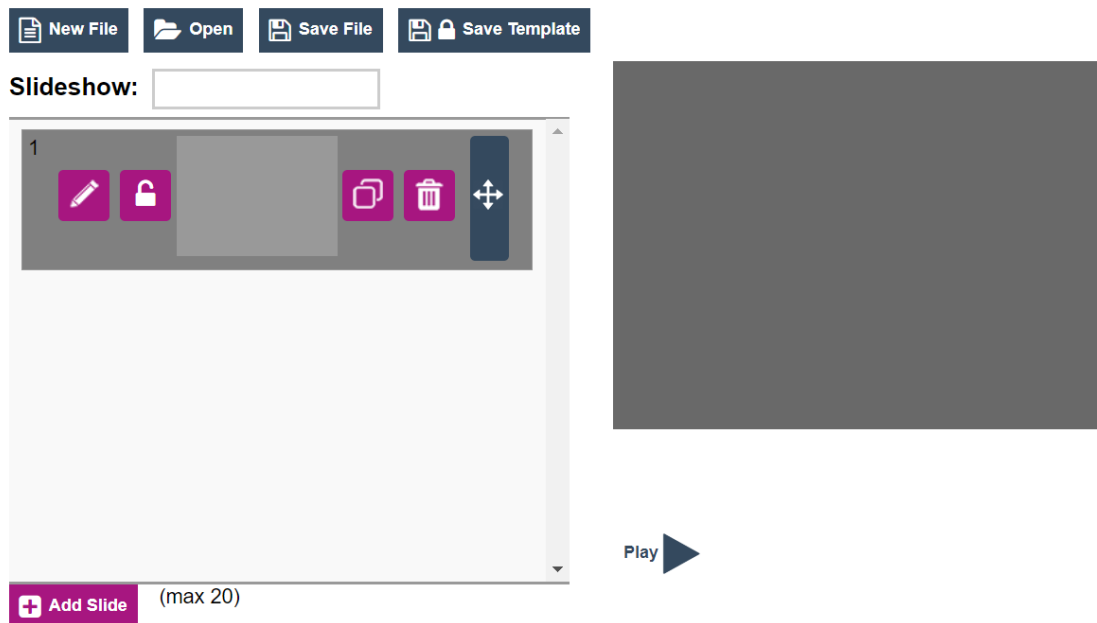 New File Open Save File Save Template
Slideshow:
1
Play
Add Slide (max 20)